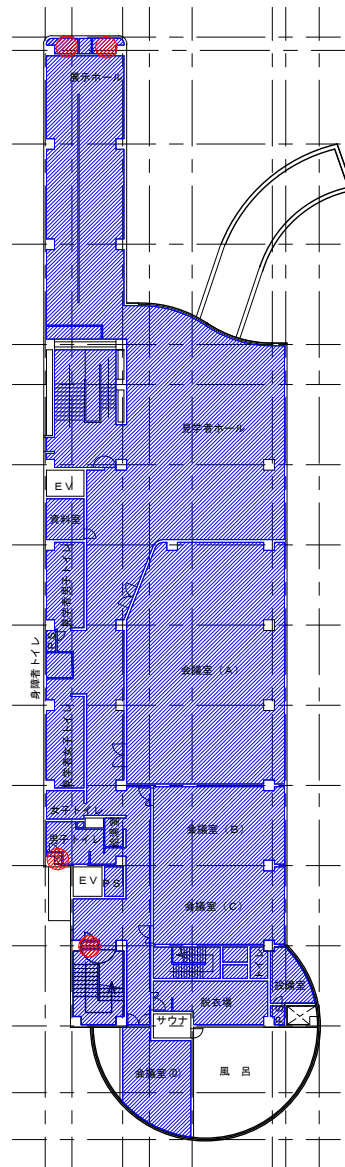 展示ホール
見学者ホール
EV
資料室
見学者男子トイレ
PS
身障者トイレ
会議室(A)
見学者女子トイレ
女子トイレ
会議室(B)
男子トイレ
EV
PS
会議室(C)
設備室
脱衣場
サウナ
会議室(D)
風 呂